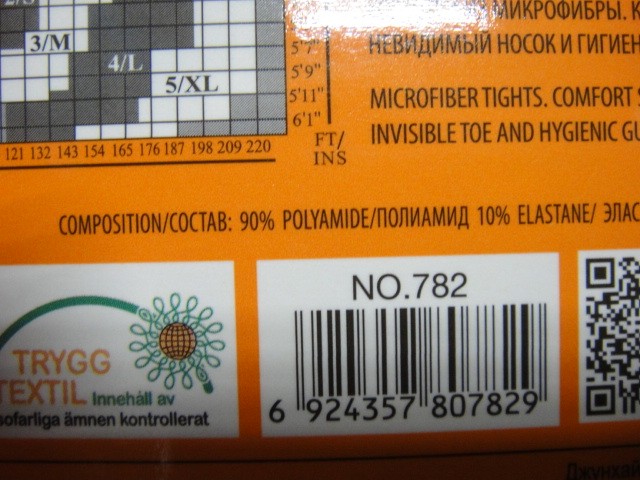 3/M
4/L
5/XL
5'7"
5'9"
5'11"
6'1"
121 132 143 154 165 176 187 198 209 220
FT/
INS
МИКРОФИБРЫ.
НЕВИДИМЫЙ НОСОК И
MICROFIBER TIGHTS. COMFORT
INVISIBLE TOE AND HYGIENIC
COMPOSITION/СОСТАВ: 90% POLYAMIDE/ПОЛИАМИД 10% ELASTANE/
TRYGG
TEXTIL Innehåll av
ämnen kontrollerat
NO.782
6 924357 807829